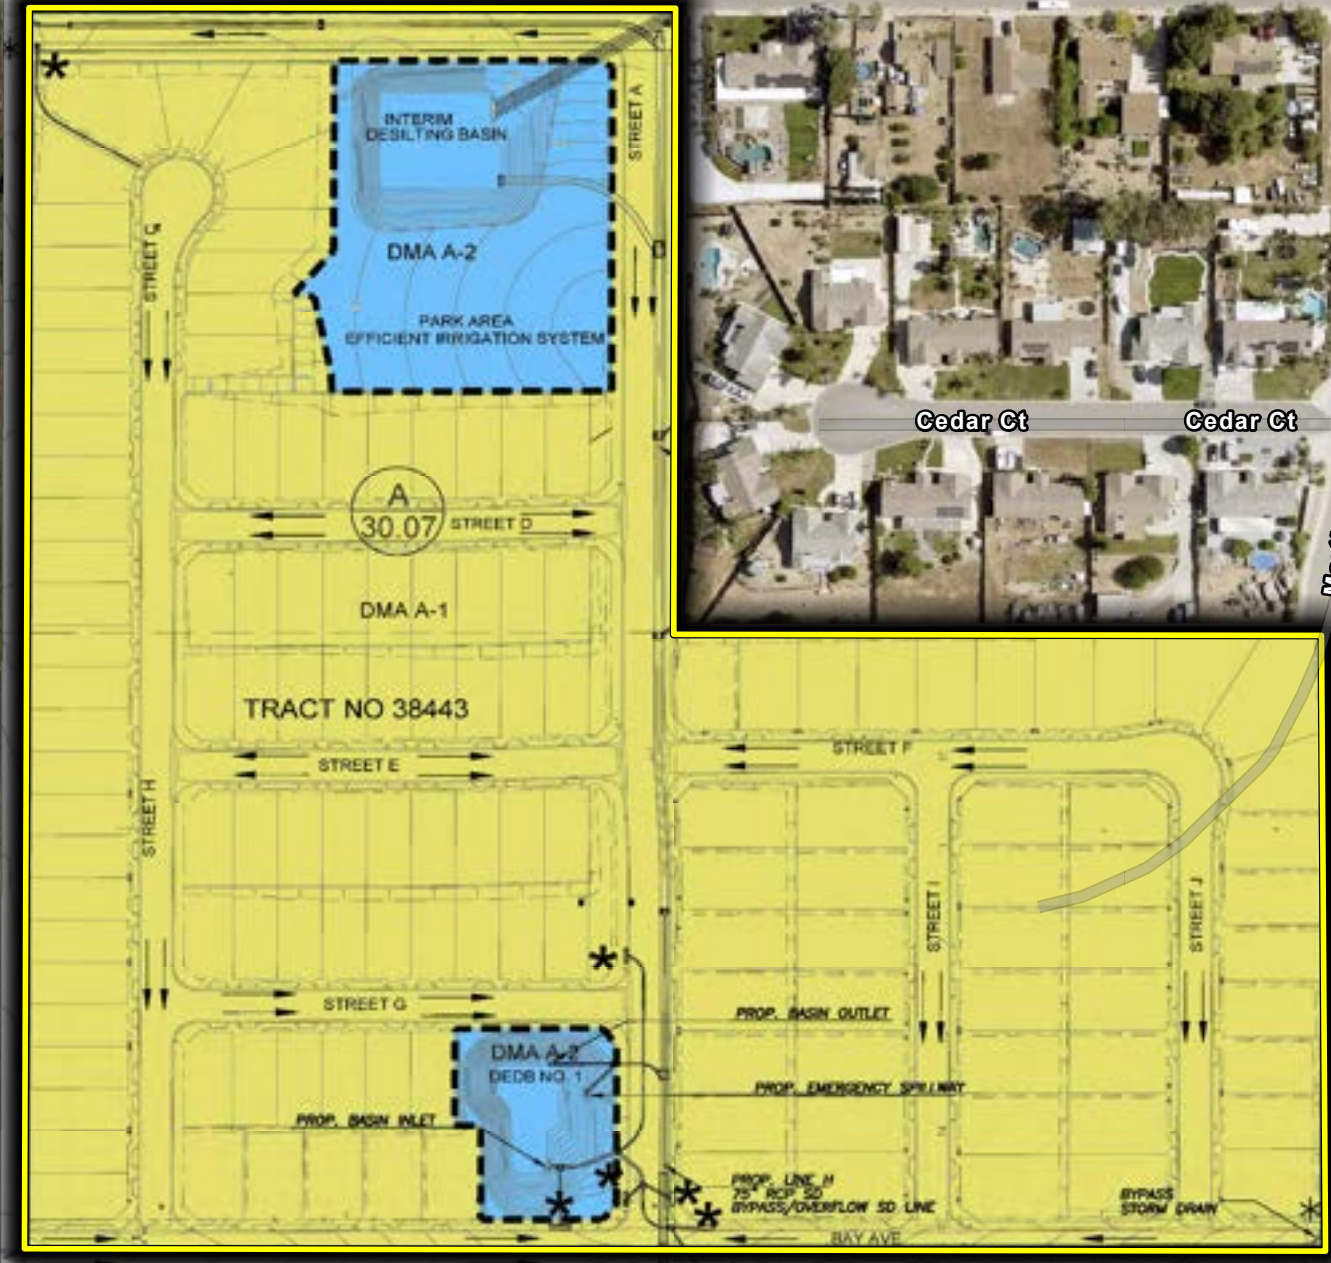 INTERIM
DESILTING BASIN
STREET A
DMA A-2
STREET C
PARK AREA
EFFICIENT IRRIGATION SYSTEM
Cedar Ct
Cedar Ct
A
30.07
STREET D
DMA A-1
TRACT NO 38443
STREET F
STREET E
STREET H
STREET I
STREET J
STREET G
PROP. BASIN OUTLET
DMA A-2
DEDB NO. 1
PROP. EMERGENCY SPILLWAY
PROP. BASIN INLET
PROP. LINE H
75" RCP SD
BYPASS/OVERFLOW SD LINE
BYPASS
STORM DRAIN
BAY AVE